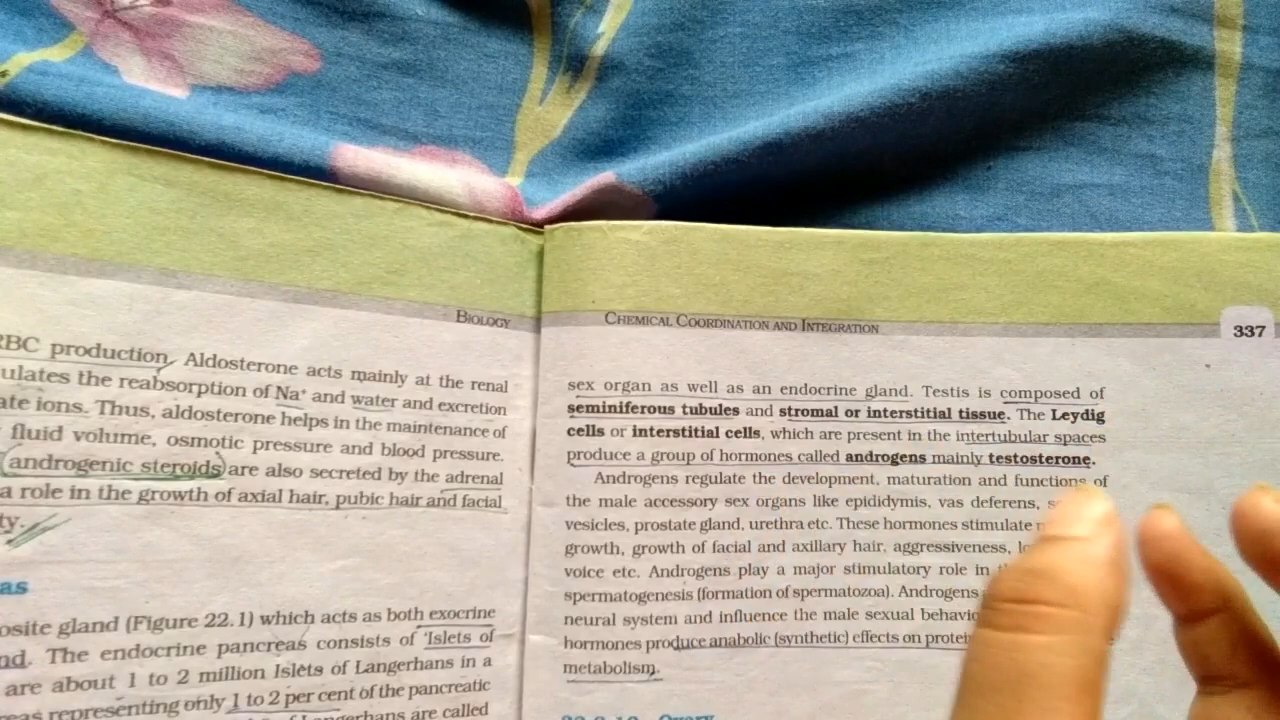 BIOLOGY
RBC production, Aldosterone acts mainly at the renal
ulates the reabsorption of Na⁺ and water and excretion
ate ions. Thus, aldosterone helps in the maintenance of
fluid volume, osmotic pressure and blood pressure.
androgenic steroids are also secreted by the adrenal
a role in the growth of axial hair, pubic hair and facial
ty.
as
osite gland (Figure 22.1) which acts as both exocrine
nd. The endocrine pancreas consists of 'Islets of
are about 1 to 2 million Islets of Langerhans in a
eas representing only 1 to 2 per cent of the pancreatic
Langerhans are called
CHEMICAL COORDINATION AND INTEGRATION
337
sex organ as well as an endocrine gland. Testis is composed of
seminiferous tubules and stromal or interstitial tissue. The Leydig
cells or interstitial cells, which are present in the intertubular spaces
produce a group of hormones called androgens mainly testosterone.
Androgens regulate the development, maturation and functions of
the male accessory sex organs like epididymis, vas deferens,
vesicles, prostate gland, urethra etc. These hormones stimulate
growth, growth of facial and axillary hair, aggressiveness,
voice etc. Androgens play a major stimulatory role in
spermatogenesis (formation of spermatozoa). Androgens
neural system and influence the male sexual behavio
hormones produce anabolic (synthetic) effects on protei
metabolism.
Ovary